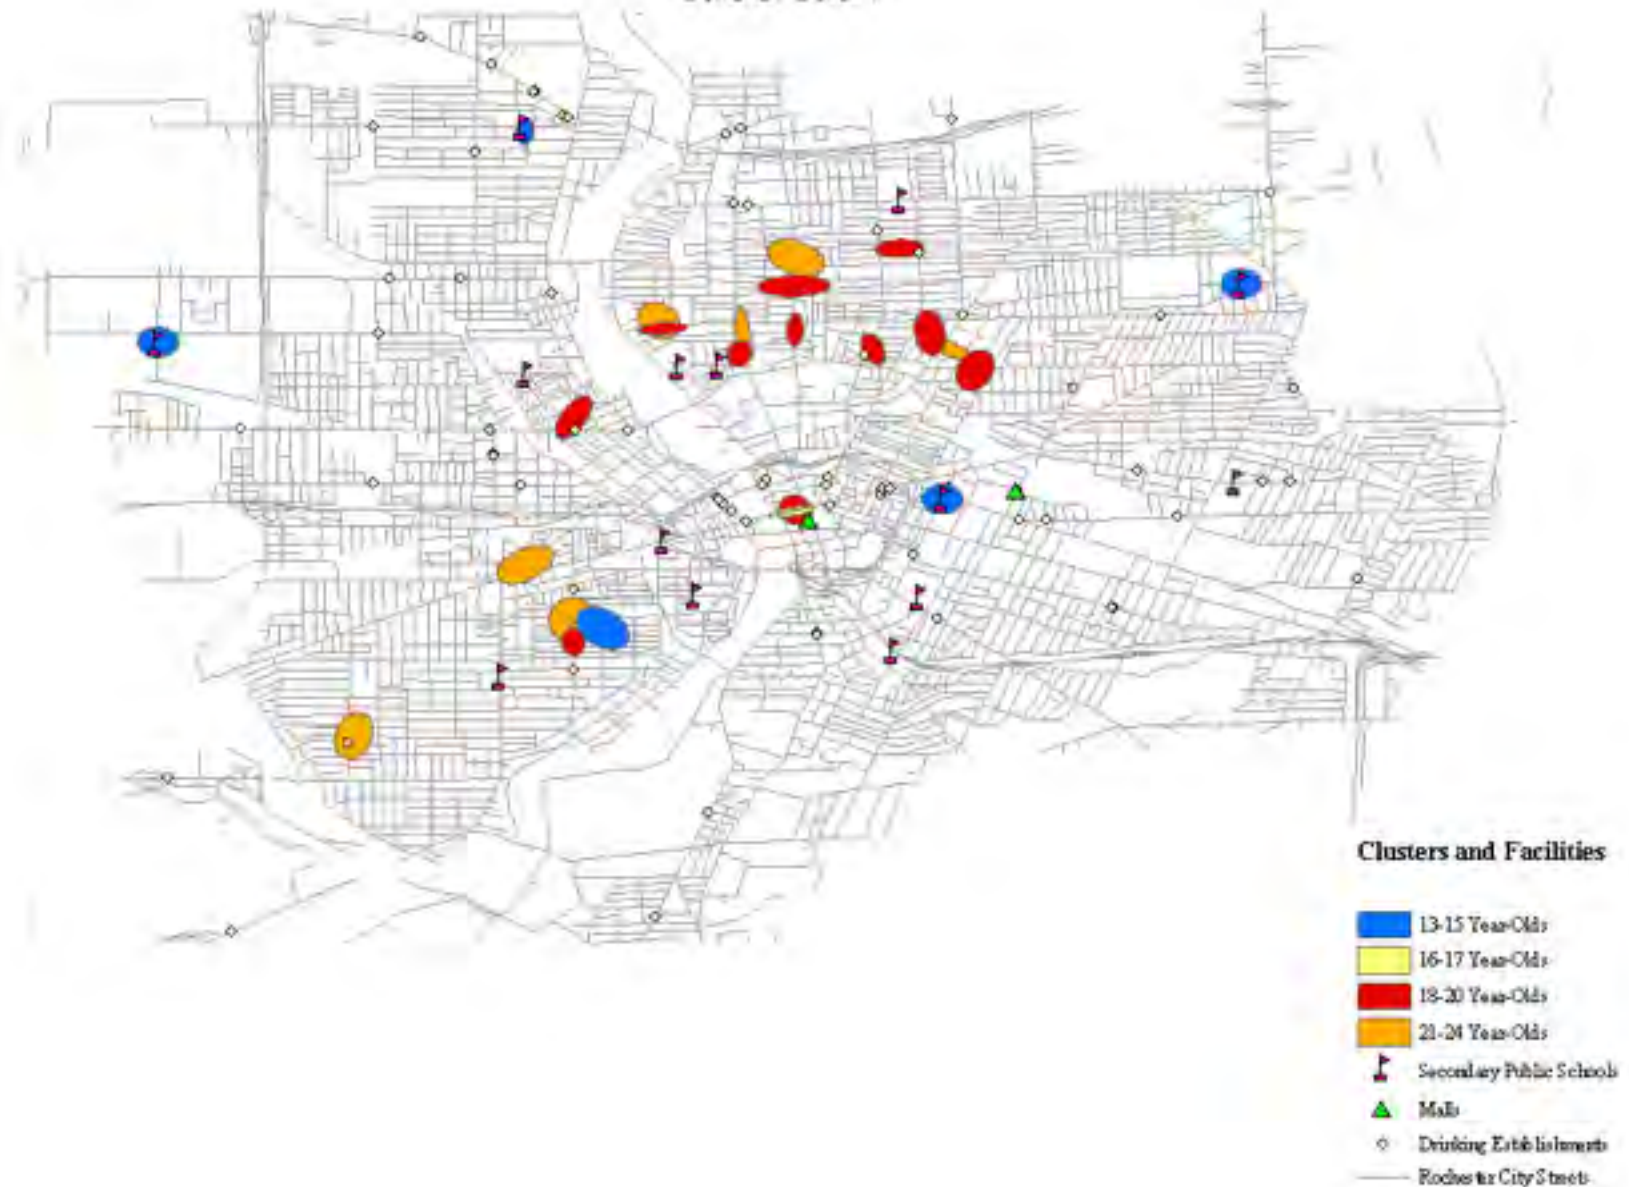 Clusters and Facilities
13-15 Year-Olds
16-17 Year-Olds
18-20 Year-Olds
21-24 Year-Olds
Secondary Public Schools
Malls
Drinking Establishments
Rochester City Streets